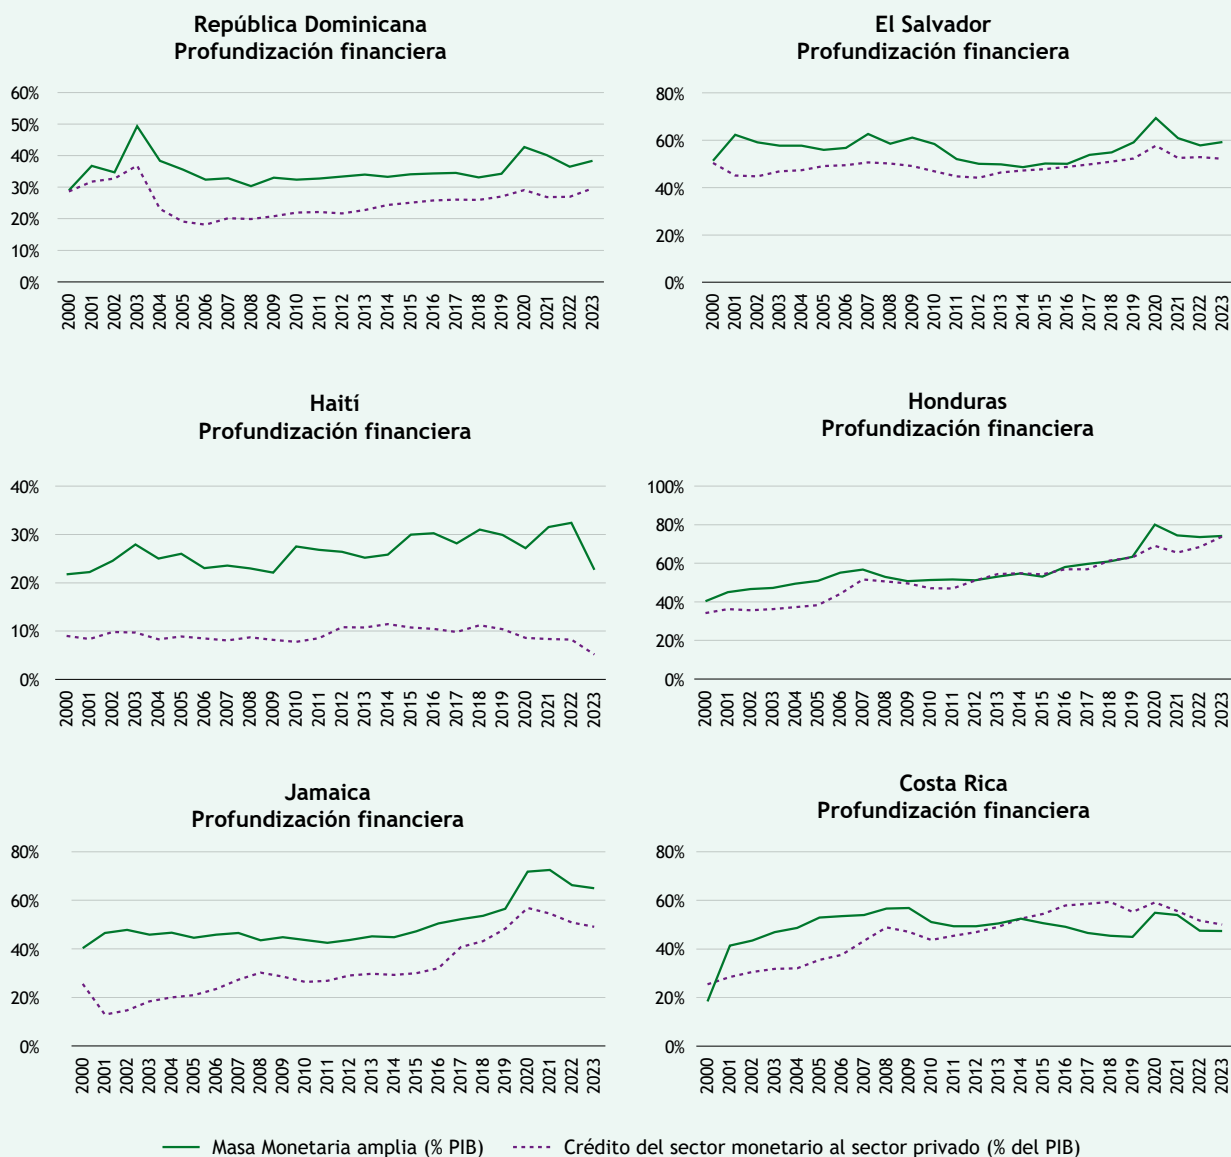 República Dominicana
Profundización financiera
60%
50%
40%
30%
20%
10%
0%
2000 2001 2002 2003 2004 2005 2006 2007 2008 2009 2010 2011 2012 2013 2014 2015 2016 2017 2018 2019 2020 2021 2022 2023
El Salvador
Profundización financiera
80%
60%
40%
20%
0%
2000 2001 2002 2003 2004 2005 2006 2007 2008 2009 2010 2011 2012 2013 2014 2015 2016 2017 2018 2019 2020 2021 2022 2023
Haití
Profundización financiera
40%
30%
20%
10%
0%
2000 2001 2002 2003 2004 2005 2006 2007 2008 2009 2010 2011 2012 2013 2014 2015 2016 2017 2018 2019 2020 2021 2022 2023
Honduras
Profundización financiera
100%
80%
60%
40%
20%
0%
2000 2001 2002 2003 2004 2005 2006 2007 2008 2009 2010 2011 2012 2013 2014 2015 2016 2017 2018 2019 2020 2021 2022 2023
Jamaica
Profundización financiera
80%
60%
40%
20%
0%
2000 2001 2002 2003 2004 2005 2006 2007 2008 2009 2010 2011 2012 2013 2014 2015 2016 2017 2018 2019 2020 2021 2022 2023
Costa Rica
Profundización financiera
80%
60%
40%
20%
0%
2000 2001 2002 2003 2004 2005 2006 2007 2008 2009 2010 2011 2012 2013 2014 2015 2016 2017 2018 2019 2020 2021 2022 2023
Masa Monetaria amplia (% PIB) Crédito del sector monetario al sector privado (% del PIB)